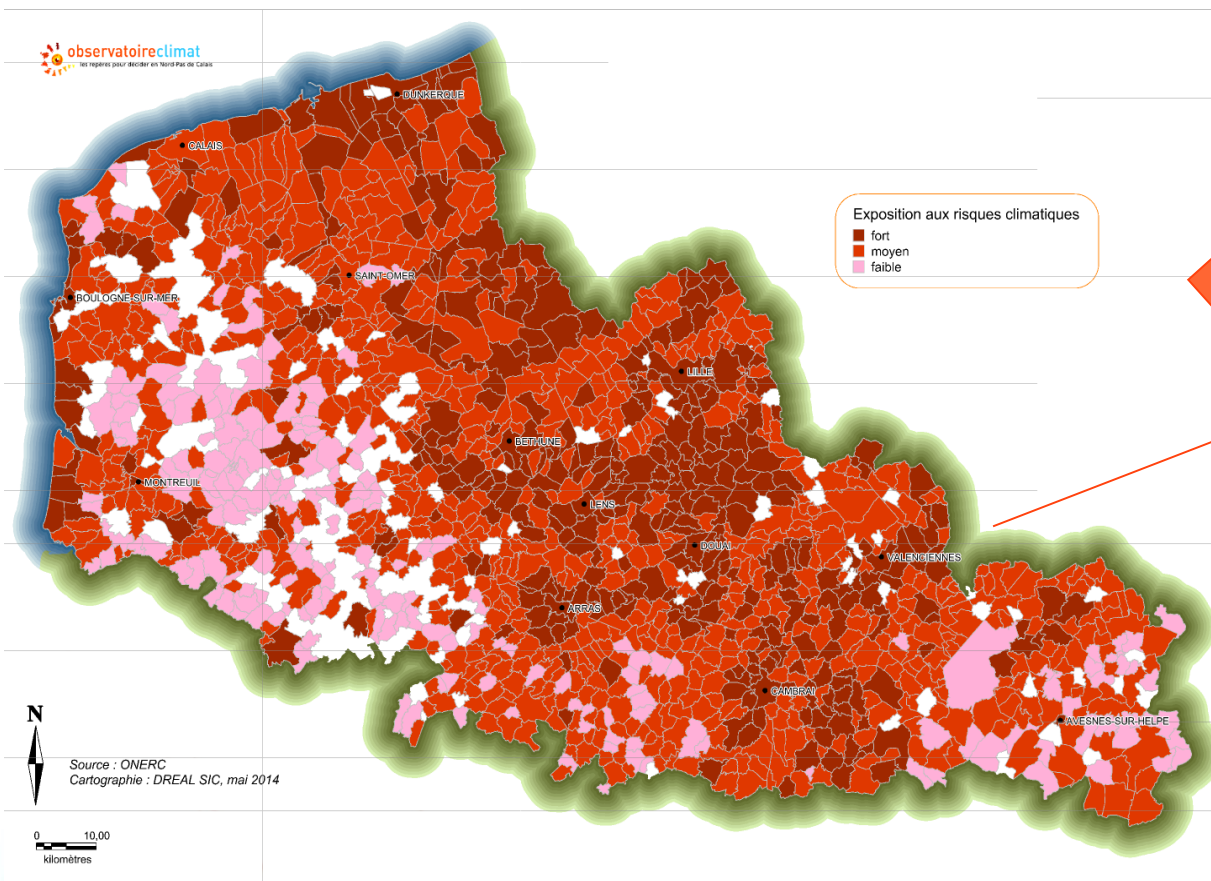 observatoireclimat
les repères pour décider en Nord-Pas de Calais
DUNKERQUE
CALAIS
Exposition aux risques climatiques
fort
moyen
faible
SAINT-OMER
BOULOGNE-SUR-MER
LILLE
BETHUNE
MONTREUIL
LENS
DOUAI
VALENCIENNES
ARRAS
CAMBRAI
AVESNES-SUR-HELPE
N
Source : ONERC
Cartographie : DREAL SIC, mai 2014
0 10,00
kilomètres